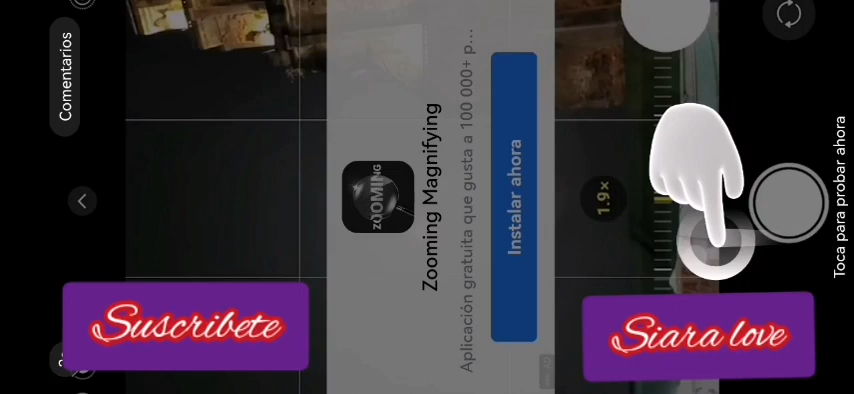 Comentarios
ZOOMING
Zooming Magnifying
Aplicación gratuita que gusta a 100 000+ p...
Instalar ahora
1.9×
Toca para probar ahora
Suscribete
Siara love